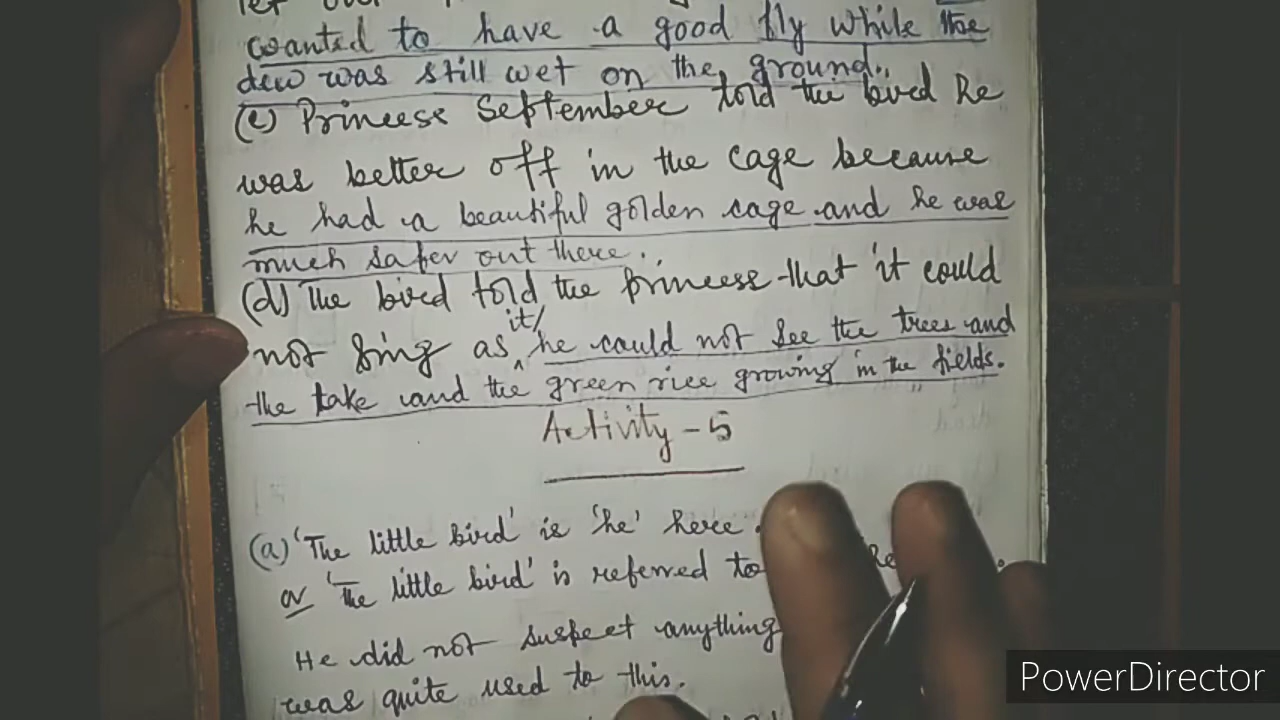 let out
wanted to have a good fly while the
dew was still wet on the ground.
(c) Princess September told the bird he
was better off in the cage because
he had a beautiful golden cage and he was
much safer out there.
(d) The bird told the princess that it could
it/
not sing as ^ he could not see the trees and
the lake and the green rice growing in the fields.
Activity - 5
(a) 'The little bird' is 'he' here.
or 'The little bird' is referred to
He did not suspect anything
was quite used to this.
PowerDirector